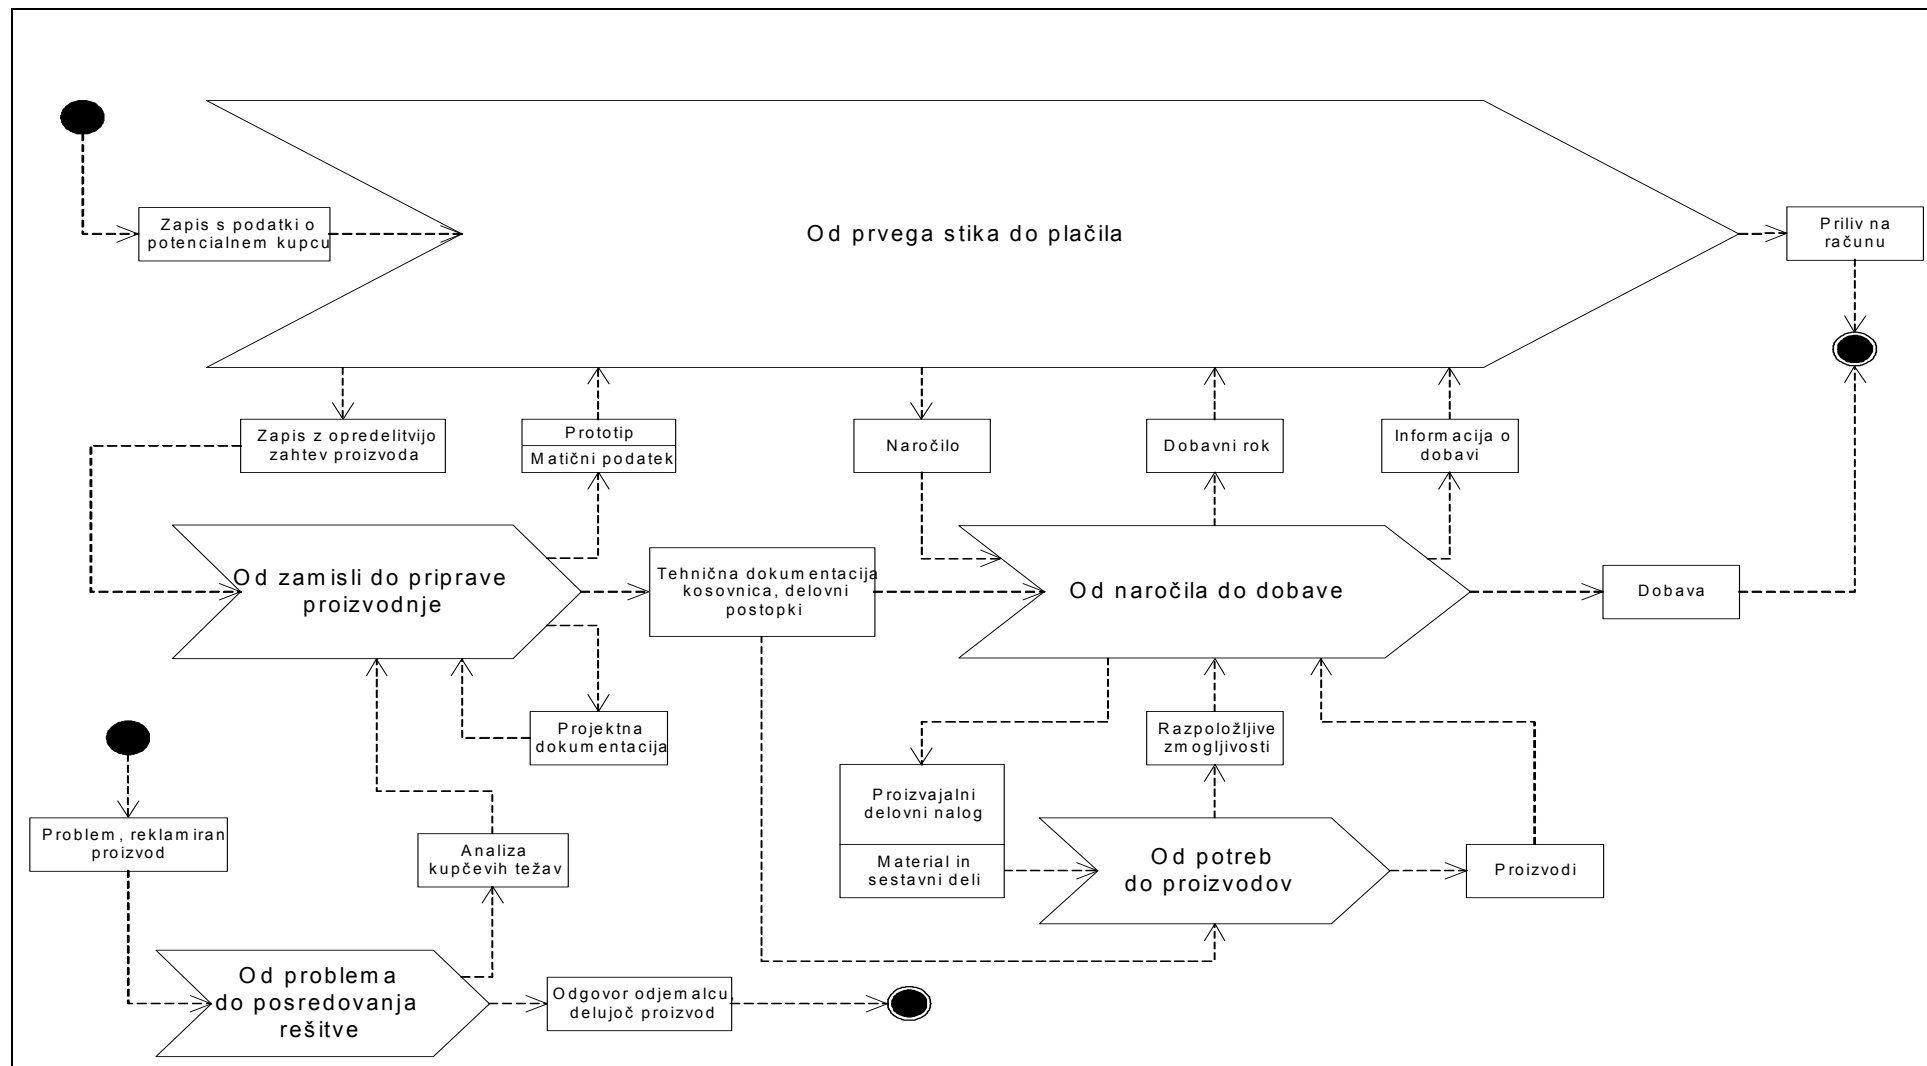 Zapis s podatki o
potencialnem kupcu
Od prvega stika do plačila
Priliv na
računu
Zapis z opredelitvijo
zahtev proizvoda
Prototip
Matični podatek
Naročilo
Dobavni rok
Informacija o
dobavi
Od zamisli do priprave
proizvodnje
Tehnična dokumentacija
kosovnica, delovni
postopki
Od naročila do dobave
Dobava
Projektna
dokumentacija
Razpoložljive
zmogljivosti
Proizvajalni
delovni nalog
Material in
sestavni deli
Od potreb
do proizvodov
Proizvodi
Problem, reklamiran
proizvod
Analiza
kupčevih težav
Od problema
do posredovanja
rešitve
Odgovor odjemalcu,
delujoč proizvod